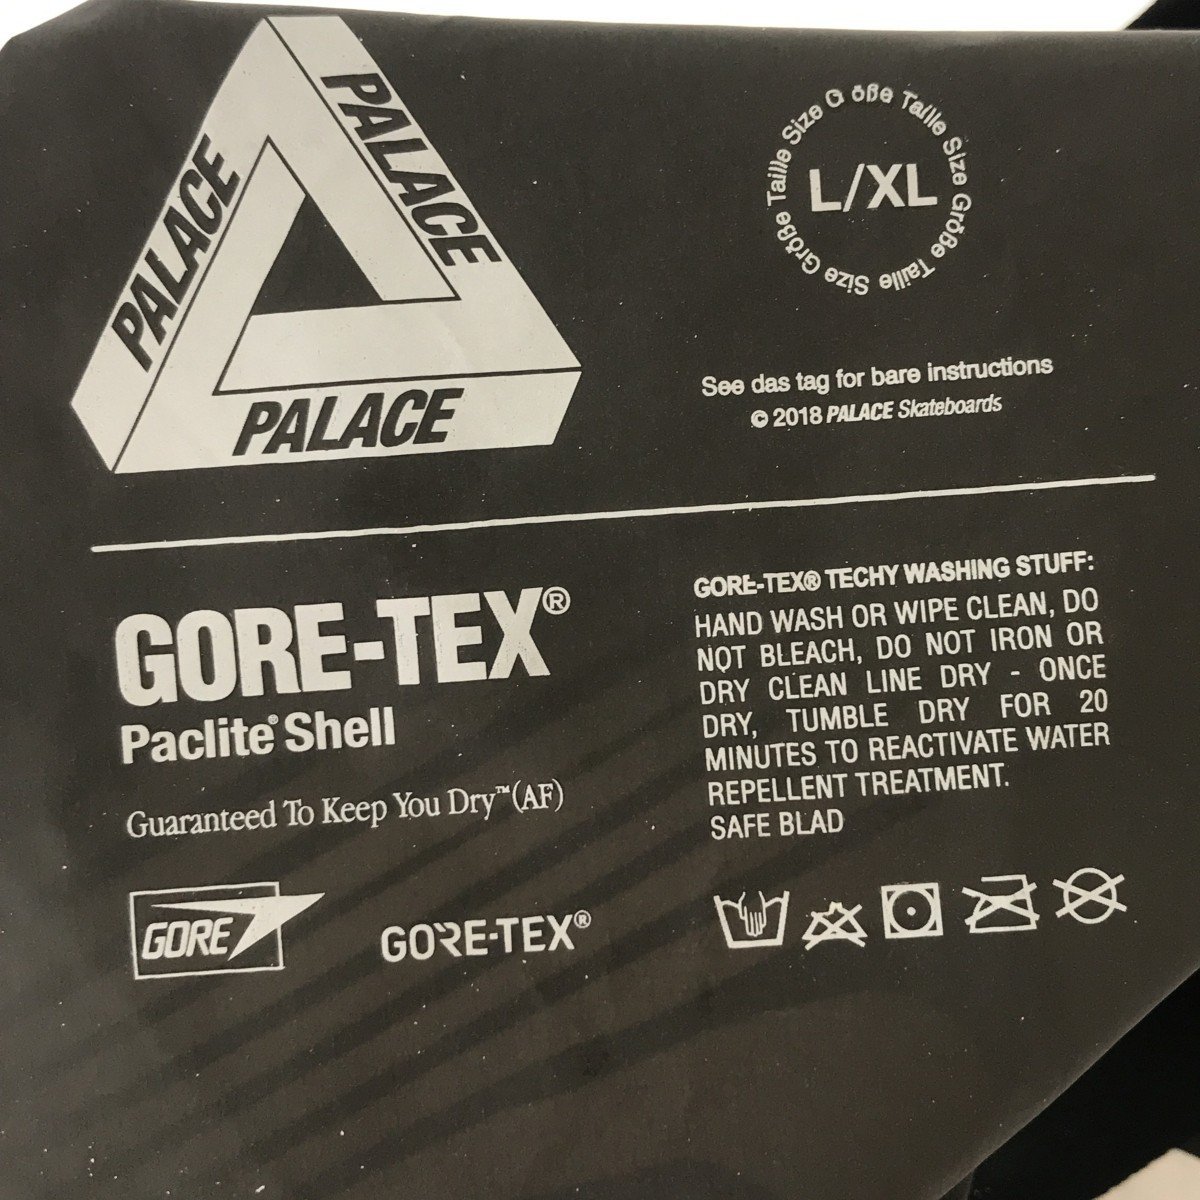 PALACE
PALACE
PALACE
Größe Taille Size Größe Taille Size Größe Taille Size
L/XL
See das tag for bare instructions
© 2018 PALACE Skateboards
GORE-TEX®
Paclite® Shell
Guaranteed To Keep You Dry™(AF)
GORE
GORE-TEX®
GORE-TEX® TECHY WASHING STUFF:
HAND WASH OR WIPE CLEAN, DO
NOT BLEACH, DO NOT IRON OR
DRY CLEAN LINE DRY - ONCE
DRY, TUMBLE DRY FOR 20
MINUTES TO REACTIVATE WATER
REPELLENT TREATMENT.
SAFE BLAD